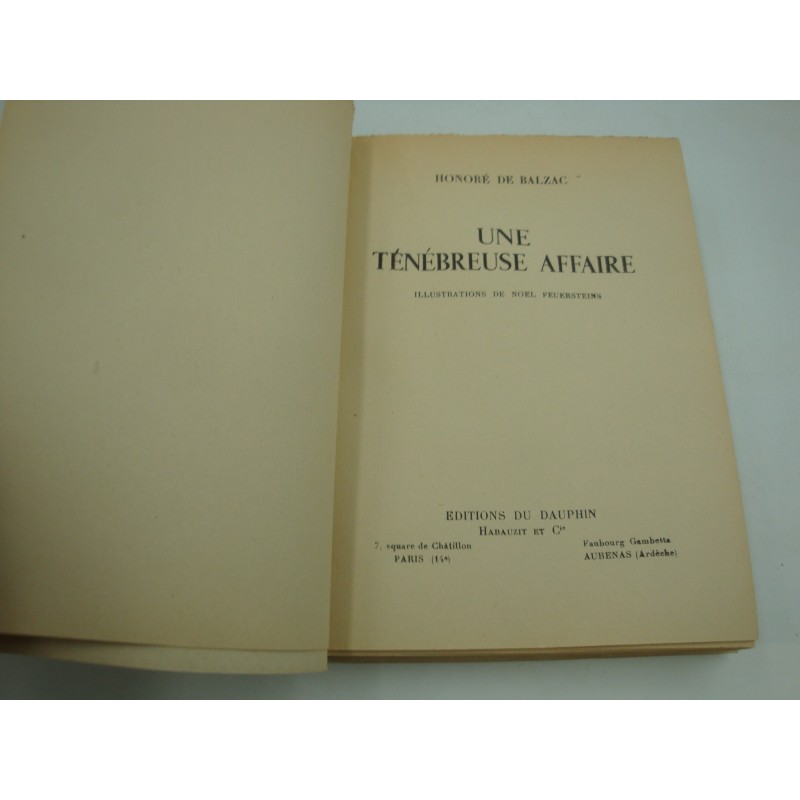 HONORÉ DE BALZAC
UNE
TÉNÉBREUSE AFFAIRE
ILLUSTRATIONS DE NOEL FEUERSTEINS
EDITIONS DU DAUPHIN
HABAUZIT ET Cie
7, square de Châtillon
PARIS (14e)
Faubourg Gambetta
AUBENAS (Ardèche)